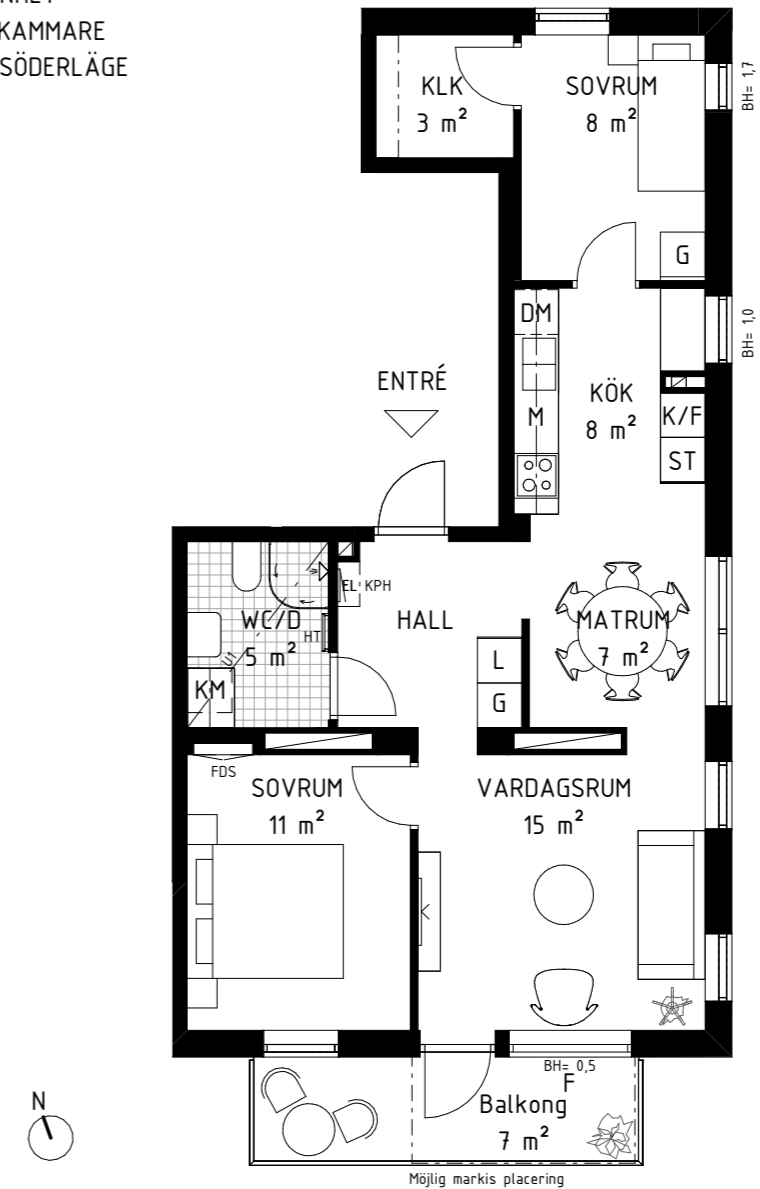 KAMMARE
SÖDERLÄGE
KLK
3 m²
SOVRUM
8 m²
BH= 1,7
G
DM
BH= 1,0
ENTRÉ
KÖK
8 m²
M
K/F
ST
EL
KPH
WC/D
5 m²
HT
U1
KM
HALL
MATRUM
7 m²
L
G
FDS
SOVRUM
11 m²
VARDAGSRUM
15 m²
BH= 0,5
F
Balkong
7 m²
N
Möjlig markis placering